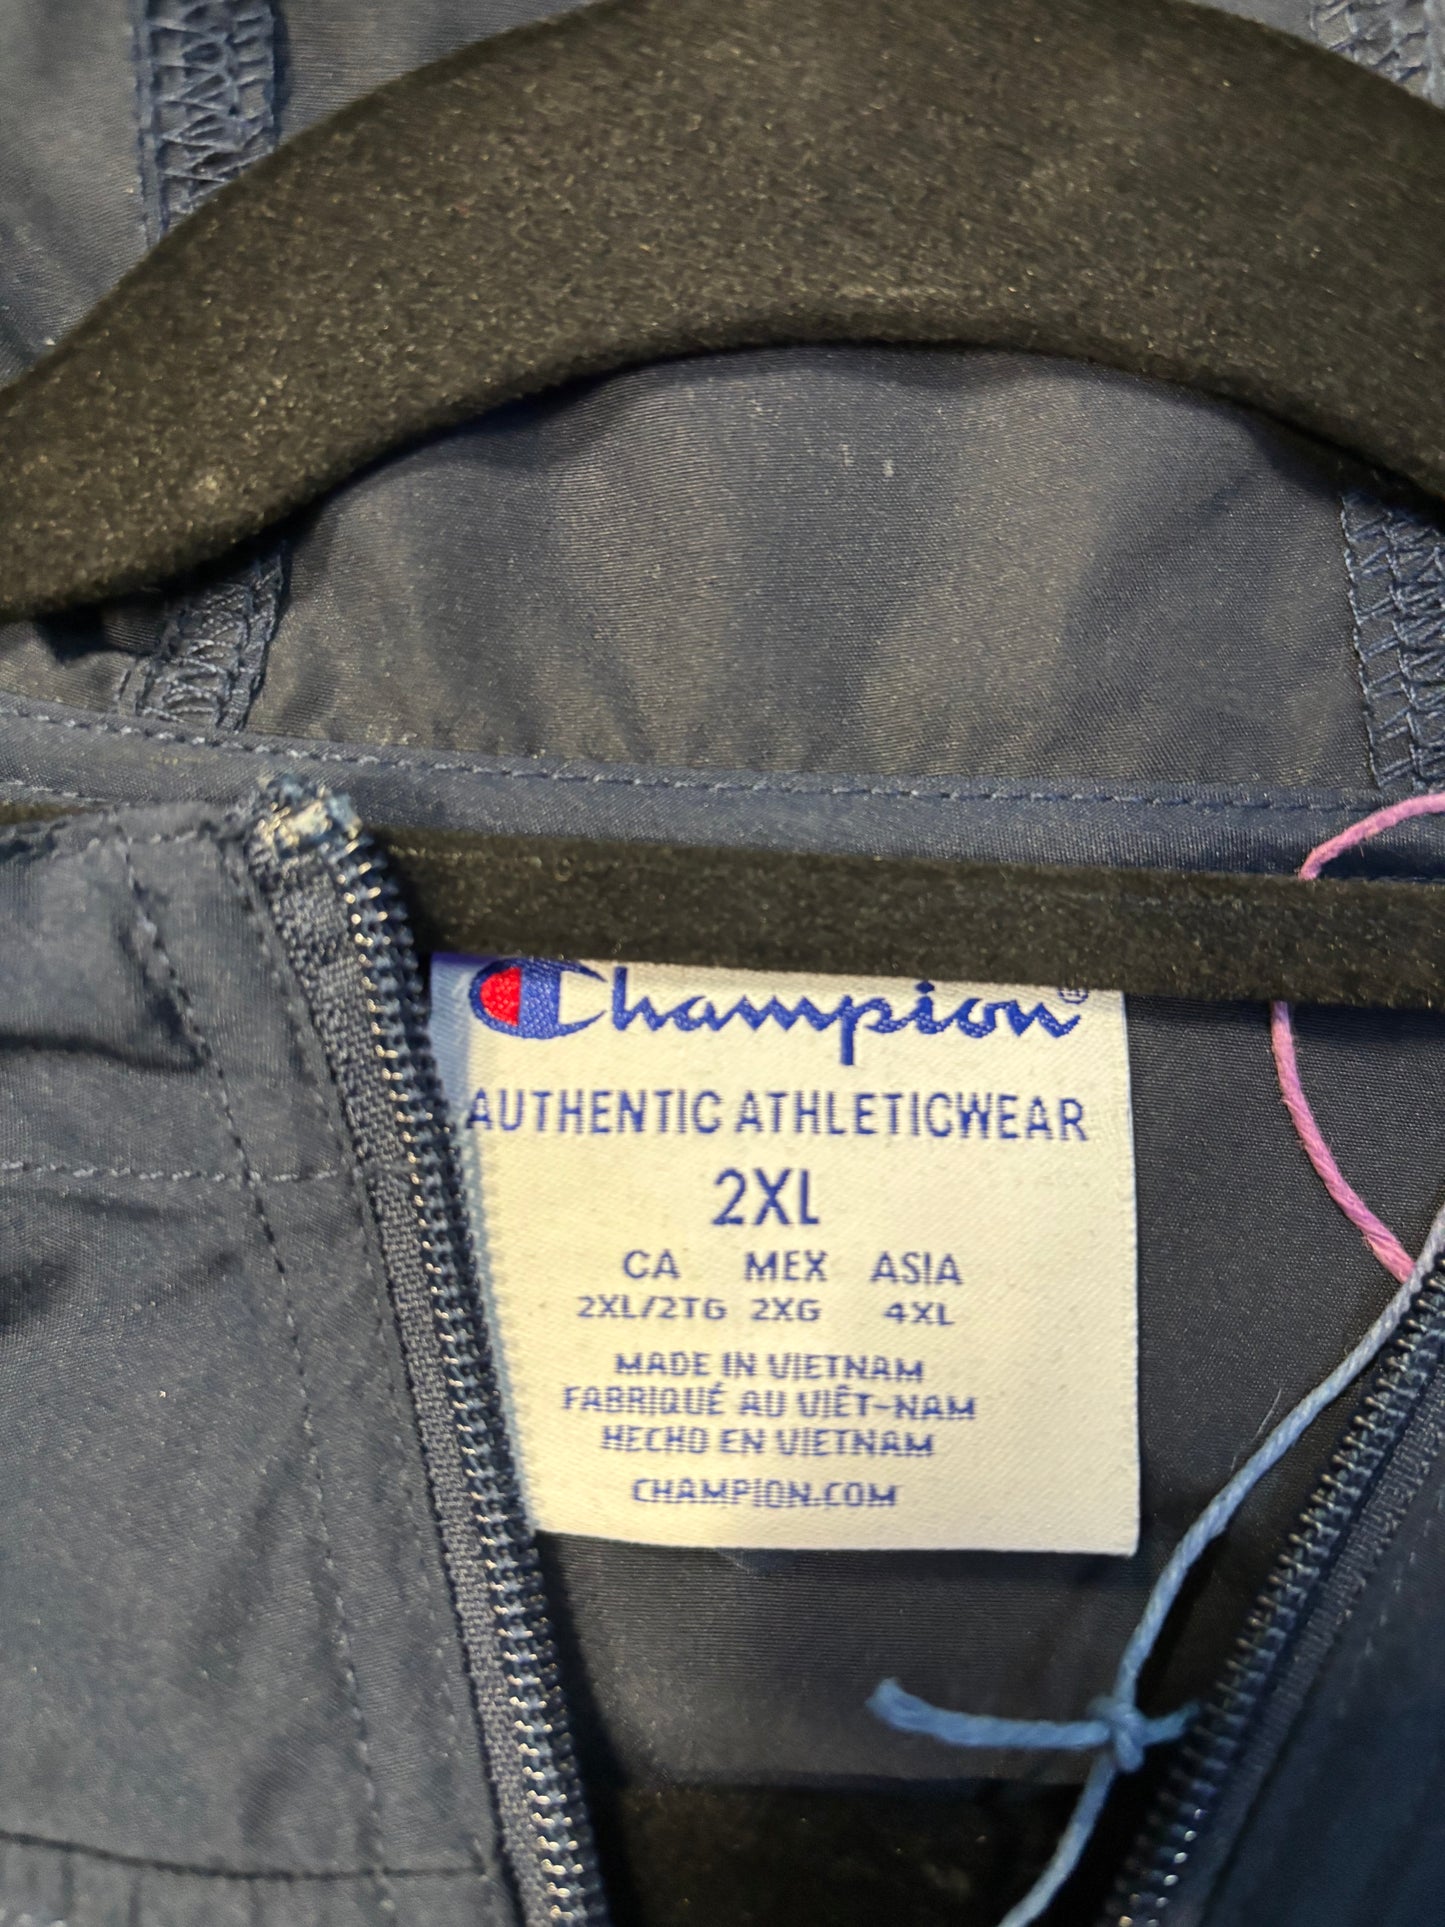 Champion®
AUTHENTIC ATHLETICWEAR
2XL
CA MEX ASIA
2XL/2TG 2XG 4XL
MADE IN VIETNAM
FABRIQUÉ AU VIÊT-NAM
HECHO EN VIETNAM
CHAMPION.COM